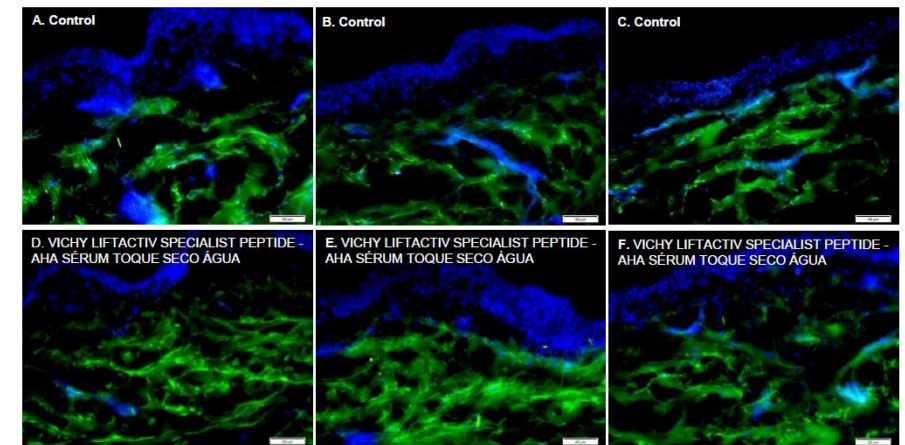 A. Control
B. Control
C. Control
D. VICHY LIFTACTIV SPECIALIST PEPTIDE -
AHA SÉRUM TOQUE SECO ÁGUA
E. VICHY LIFTACTIV SPECIALIST PEPTIDE -
AHA SÉRUM TOQUE SECO ÁGUA
F. VICHY LIFTACTIV SPECIALIST PEPTIDE -
AHA SÉRUM TOQUE SECO ÁGUA